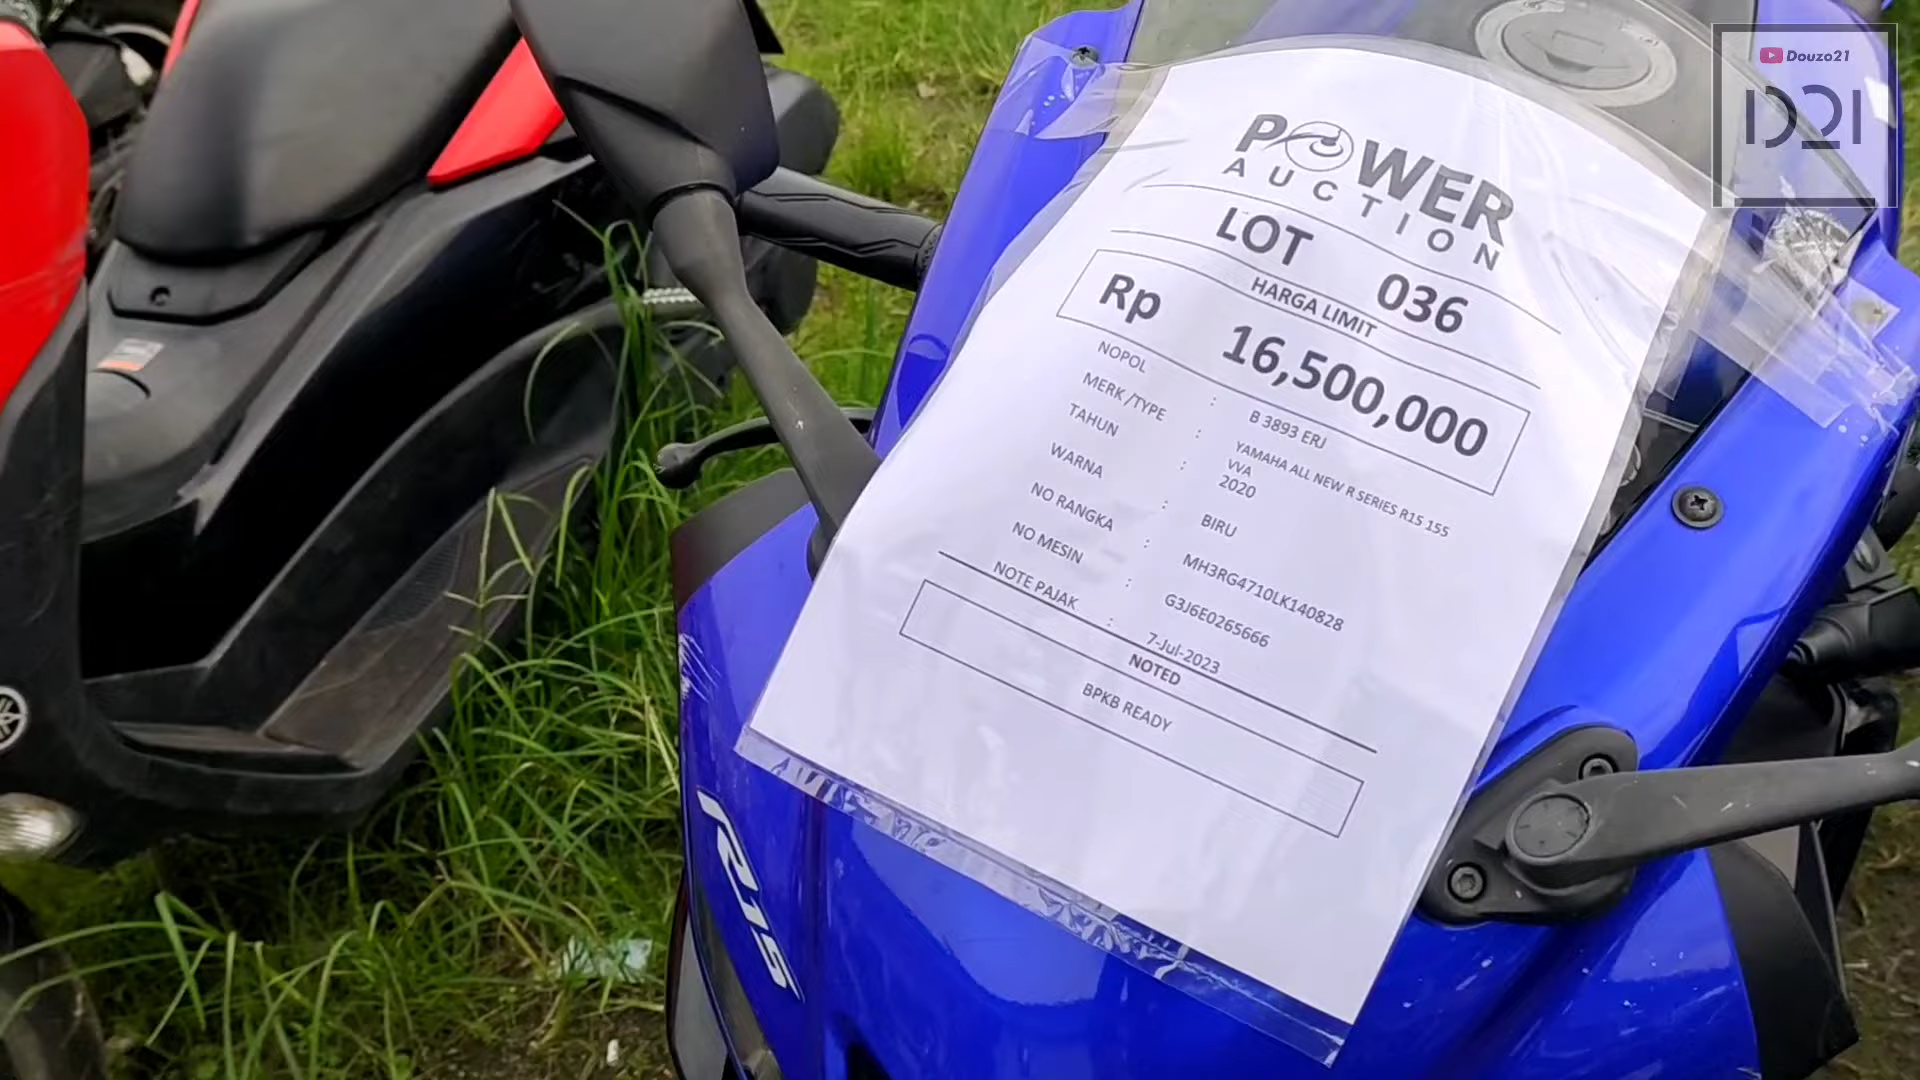 Douzo21
D21
POWER
AUCTION
LOT 036
HARGA LIMIT
Rp 16,500,000
NOPOL : B 3893 ERJ
MERK /TYPE : YAMAHA ALL NEW R SERIES R15 155
VVA
TAHUN : 2020
WARNA : BIRU
NO RANGKA : MH3RG4710LK140828
NO MESIN : G3J6E0265666
NOTE PAJAK : 7-Jul-2023
NOTED
BPKB READY
R15